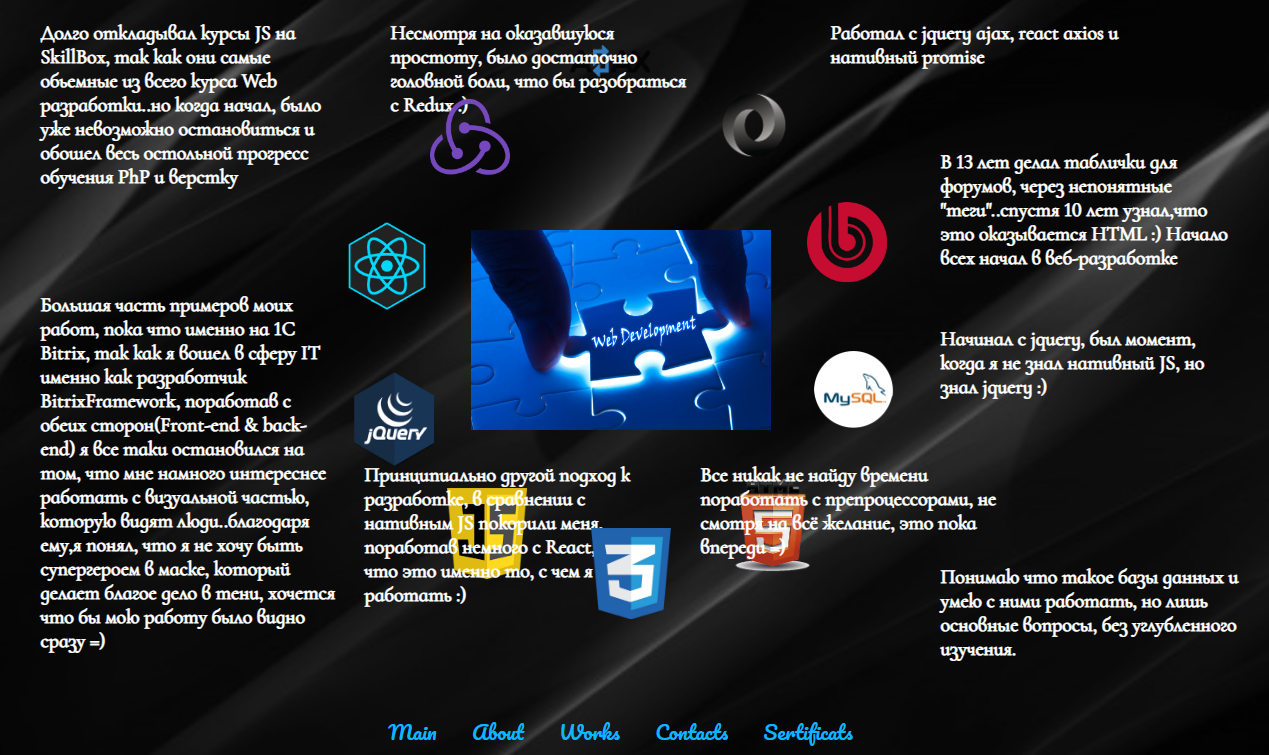 Долго откладывал курсы JS на
SkillBox, так как они самые
обьемные из всего курса Web
разработки..но когда начал, было
уже невозможно остановиться и
обошел весь остольной прогресс
обучения PhP и верстку
Несмотря на оказавшуюся
простоту, было достаточно
головной боли, что бы разобраться
с Redux :)
Работал с jquery ajax, react axios и
нативный promise
В 13 лет делал таблички для
форумов, через непонятные
"теги"..спустя 10 лет узнал,что
это оказывается HTML :) Начало
всех начал в веб-разработке
Большая часть примеров моих
работ, пока что именно на 1С
Bitrix, так как я вошел в сферу IT
именно как разработчик
BitrixFramework, поработав с
обеих сторон(Front-end & back-
end) я все таки остановился на
том, что мне намного интереснее
работать с визуальной частью,
которую видят люди..благодаря
ему,я понял, что я не хочу быть
супергероем в маске, который
делает благое дело в тени, хочется
что бы мою работу было видно
сразу =)
Web Development
Начинал с jquery, был момент,
когда я не знал нативный JS, но
знал jquery :)
MySQL
jQuery
Принципиально другой подход к
разработке, в сравнении с
нативным JS покорили меня,
поработав немного с React,
что это именно то, с чем я
работать :)
Все никак не найду времени
поработать с препроцессорами, не
смотря на всё желание, это пока
впереди =)
Понимаю что такое базы данных и
умею с ними работать, но лишь
основные вопросы, без углубленного
изучения.
Main About Works Contacts Sertificats